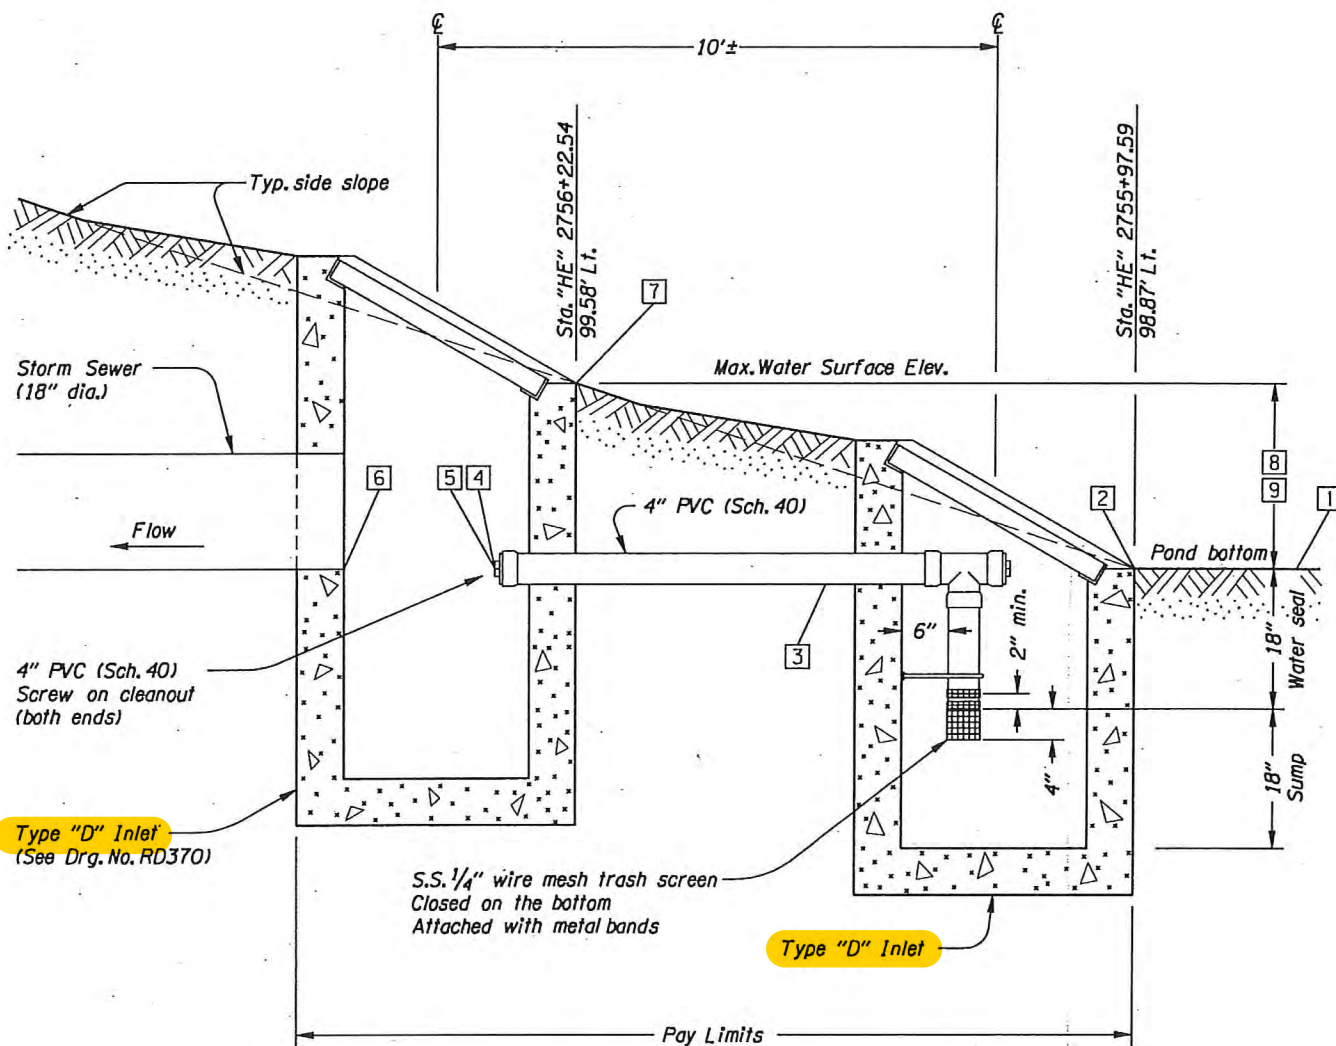 ℄
℄
10'±
Sta. "HE" 2756+22.54
99.58' Lt.
Sta. "HE" 2755+97.59
98.87' Lt.
Typ. side slope
7
Max. Water Surface Elev.
Storm Sewer
(18" dia.)
6
5
4
4" PVC (Sch. 40)
2
8
9
1
Flow
Pond bottom
6"
2" min.
18"
Water seal
3
4" PVC (Sch. 40)
Screw on cleanout
(both ends)
4"
18"
Sump
Type "D" Inlet
(See Drg. No. RD370)
S.S. 1/4" wire mesh trash screen
Closed on the bottom
Attached with metal bands
Type "D" Inlet
Pay Limits